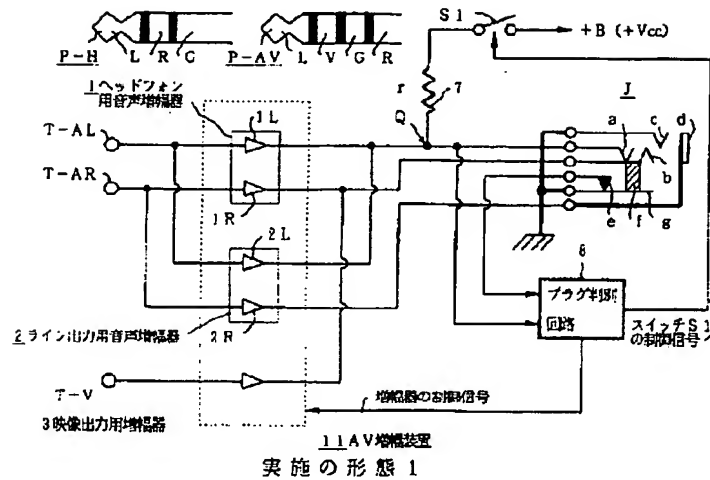 S1
+B (+Vcc)
P-H L R G
P-AV L V G R
1ヘッドフォン
用音声増幅器
1L
r 7
Q
J
a c d
b
T-AL
T-AR
1R
2L
e f g
8
プラグ判別
回路
スイッチS1
の制御信号
2ライン出力用音声増幅器
2R
T-V
増幅器の制御信号
3映像出力用増幅器
11AV増幅装置
実施の形態1